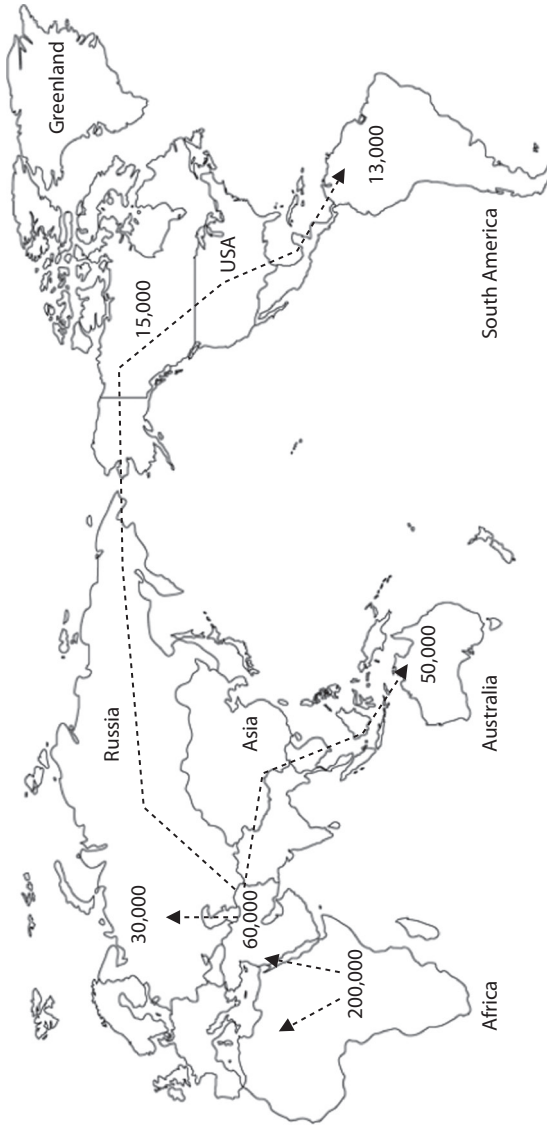 Greenland
15,000
USA
13,000
South America
Russia
Asia
30,000
60,000
50,000
Australia
200,000
Africa